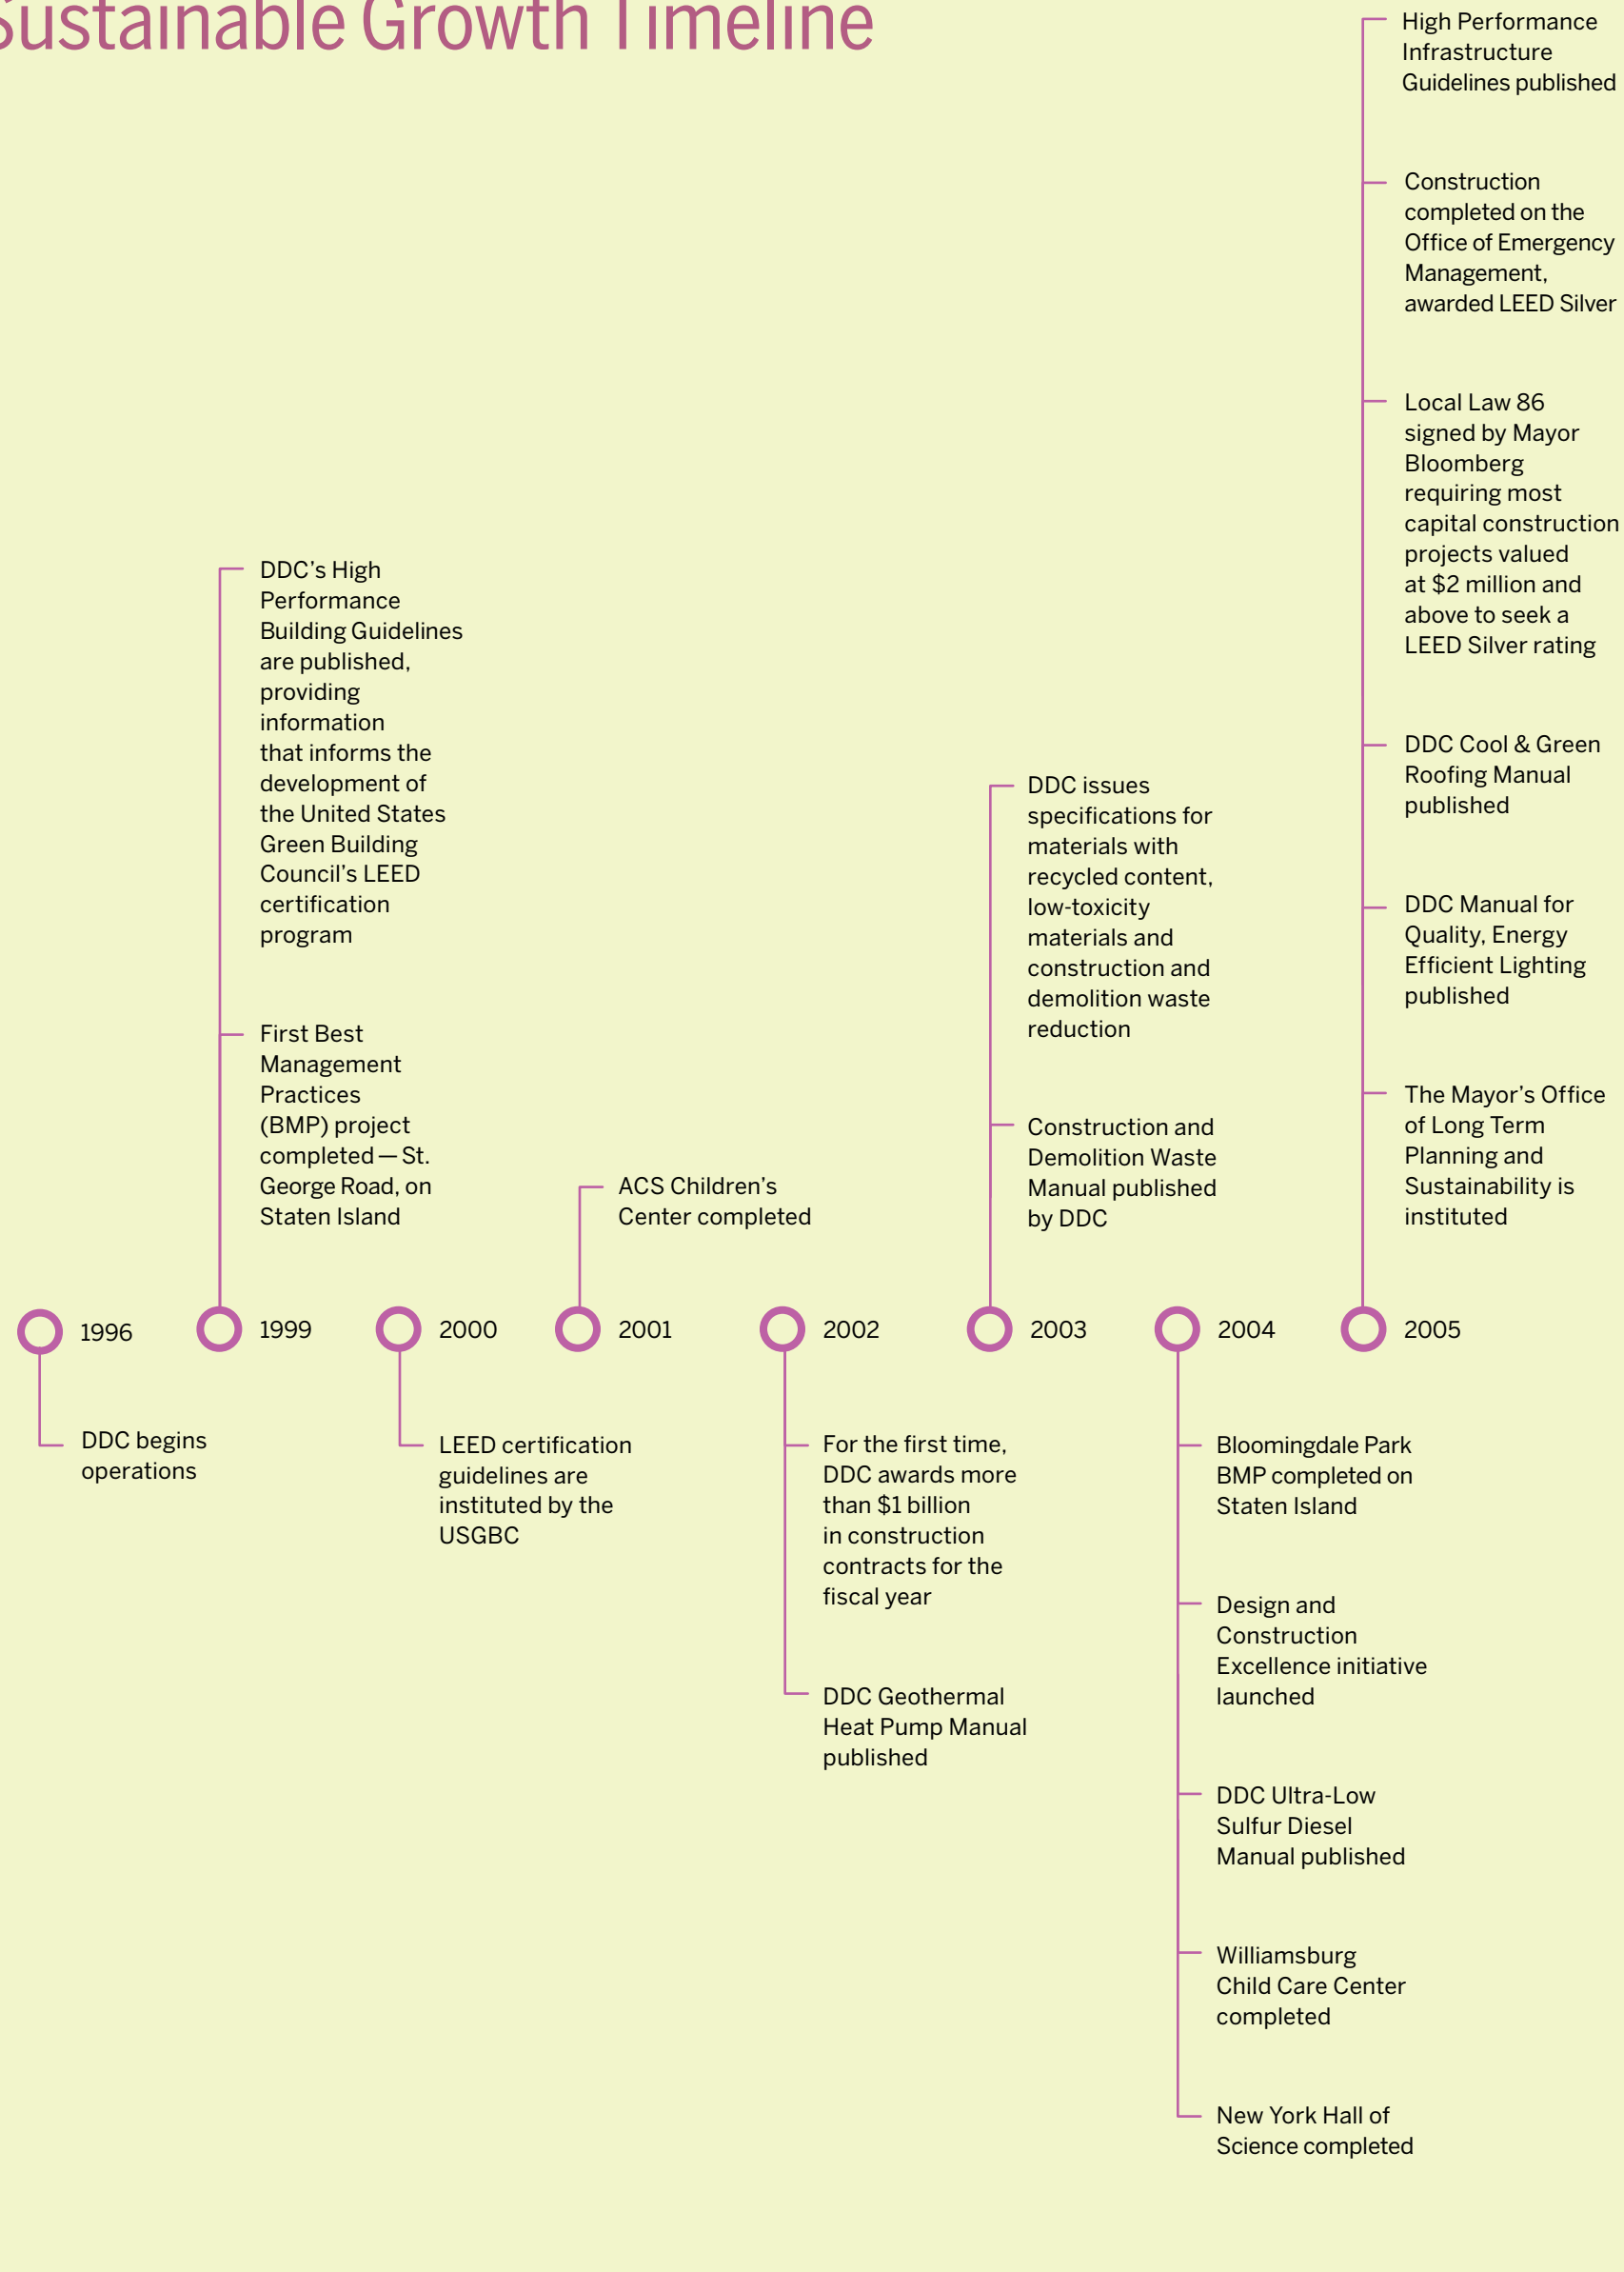 Sustainable Growth Timeline
1996
DDC begins
operations
1999
DDC’s High
Performance
Building Guidelines
are published,
providing
information
that informs the
development of
the United States
Green Building
Council’s LEED
certification
program
First Best
Management
Practices
(BMP) project
completed — St.
George Road, on
Staten Island
2000
LEED certification
guidelines are
instituted by the
USGBC
2001
ACS Children’s
Center completed
2002
For the first time,
DDC awards more
than $1 billion
in construction
contracts for the
fiscal year
DDC Geothermal
Heat Pump Manual
published
2003
DDC issues
specifications for
materials with
recycled content,
low-toxicity
materials and
construction and
demolition waste
reduction
Construction and
Demolition Waste
Manual published
by DDC
2004
Bloomingdale Park
BMP completed on
Staten Island
Design and
Construction
Excellence initiative
launched
DDC Ultra-Low
Sulfur Diesel
Manual published
Williamsburg
Child Care Center
completed
New York Hall of
Science completed
2005
High Performance
Infrastructure
Guidelines published
Construction
completed on the
Office of Emergency
Management,
awarded LEED Silver
Local Law 86
signed by Mayor
Bloomberg
requiring most
capital construction
projects valued
at $2 million and
above to seek a
LEED Silver rating
DDC Cool & Green
Roofing Manual
published
DDC Manual for
Quality, Energy
Efficient Lighting
published
The Mayor’s Office
of Long Term
Planning and
Sustainability is
instituted